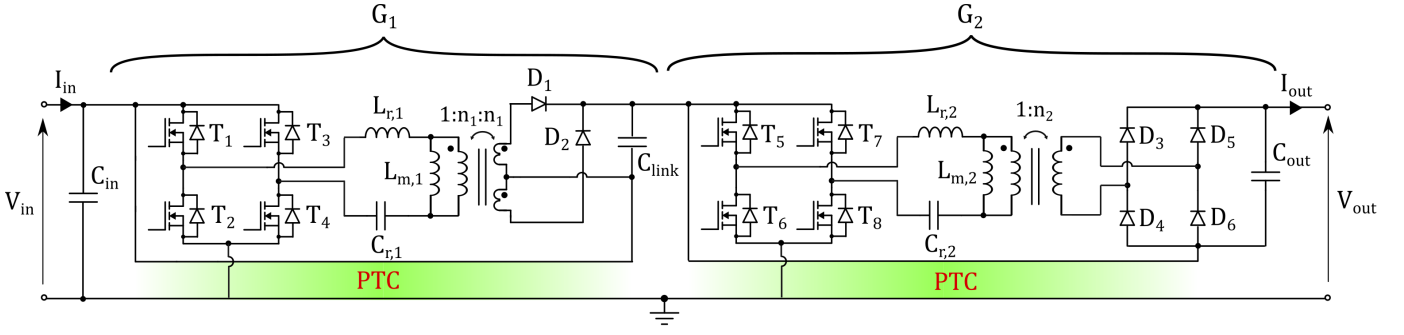 G₁ G₂
I_in D₁ I_out
L_r,1 1:n₁:n₁ L_r,2 1:n₂
T₁ T₃ D₂ T₅ T₇ D₃ D₅
C_in L_m,1 C_link L_m,2 C_out
V_in T₂ T₄ T₆ T₈ D₄ D₆ V_out
C_r,1 C_r,2
PTC PTC